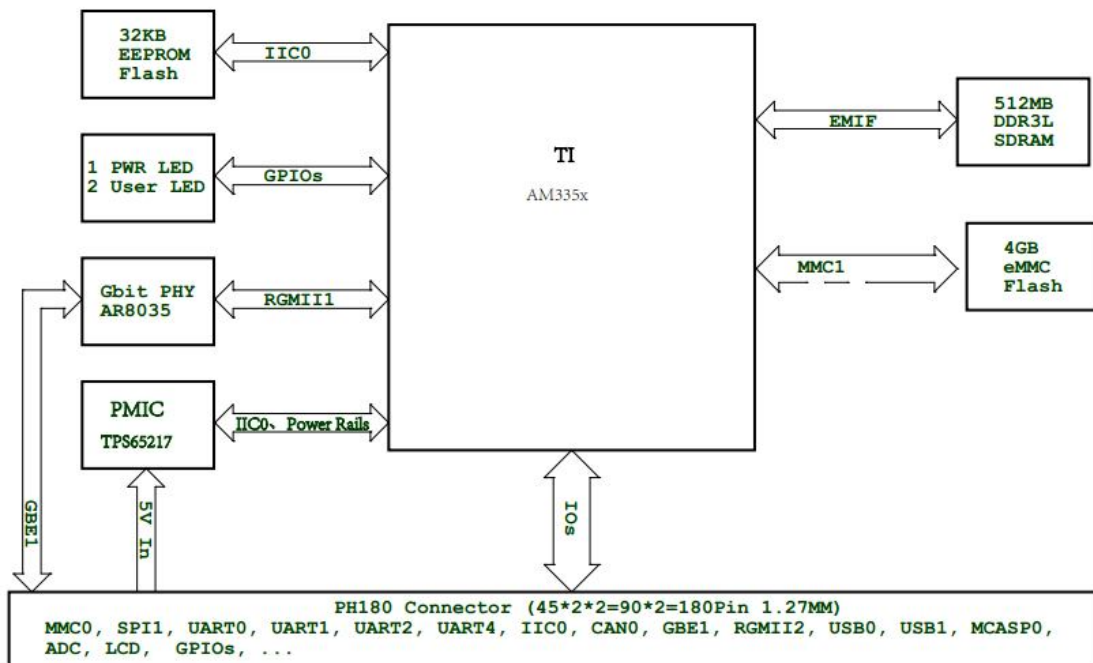 32KB
EEPROM
Flash
IIC0
1 PWR LED
2 User LED
GPIOs
Gbit PHY
AR8035
RGMII1
PMIC
TPS65217
IIC0、Power Rails
TI
AM335x
EMIF
512MB
DDR3L
SDRAM
MMC1
4GB
eMMC
Flash
GBE1
5V In
IOs
PH180 Connector (45*2*2=90*2=180Pin 1.27MM)
MMC0, SPI1, UART0, UART1, UART2, UART4, IIC0, CAN0, GBE1, RGMII2, USB0, USB1, MCASP0,
ADC, LCD, GPIOs, ...